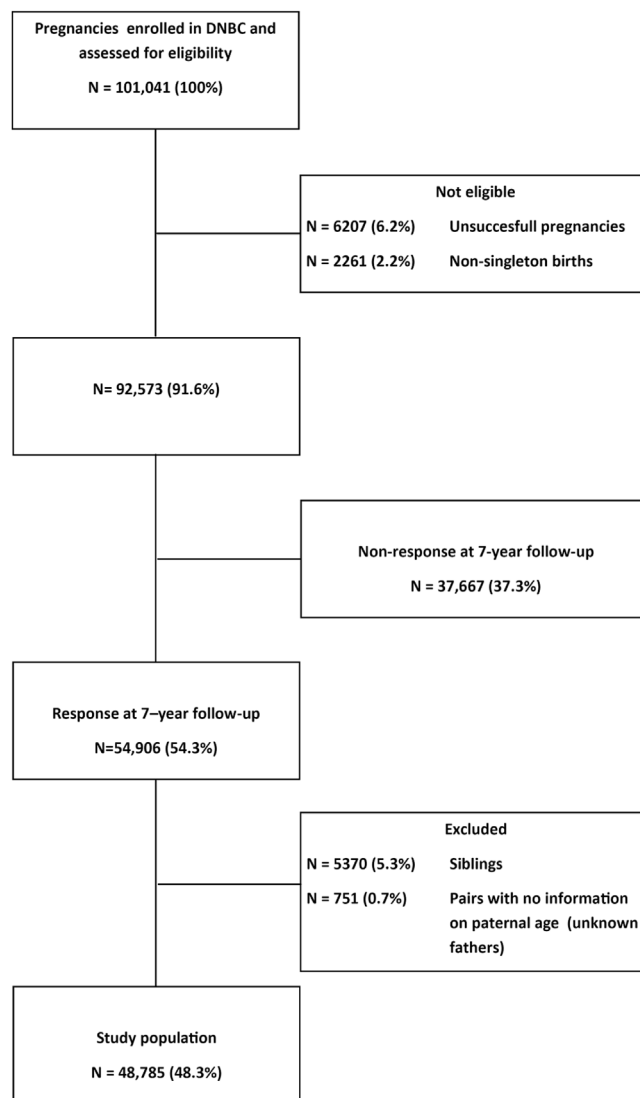 Pregnancies enrolled in DNBC and
assessed for eligibility
N = 101,041 (100%)
Not eligible
N = 6207 (6.2%) Unsuccesfull pregnancies
N = 2261 (2.2%) Non-singleton births
N= 92,573 (91.6%)
Non-response at 7-year follow-up
N = 37,667 (37.3%)
Response at 7–year follow-up
N=54,906 (54.3%)
Excluded
N = 5370 (5.3%) Siblings
N = 751 (0.7%) Pairs with no information
on paternal age (unknown
fathers)
Study population
N = 48,785 (48.3%)